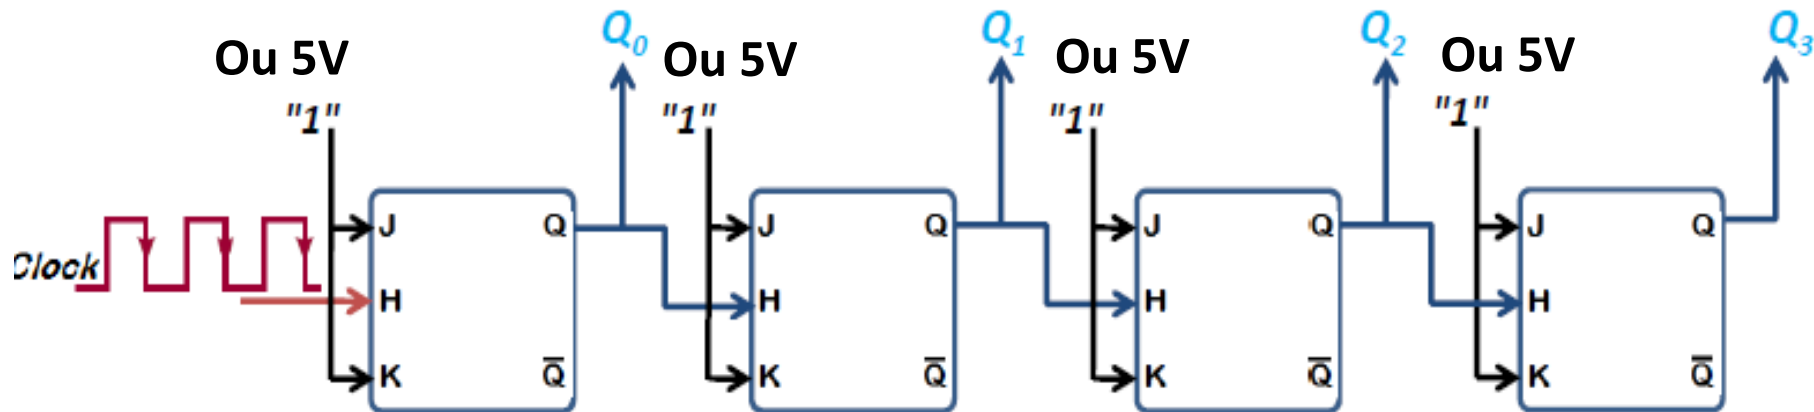 Ou 5V Q0 Ou 5V Q1 Ou 5V Q2 Ou 5V Q3
"1" "1" "1" "1"
J Q J Q J Q J Q
Clock
H H H H
K Q̅ K Q̅ K Q̅ K Q̅